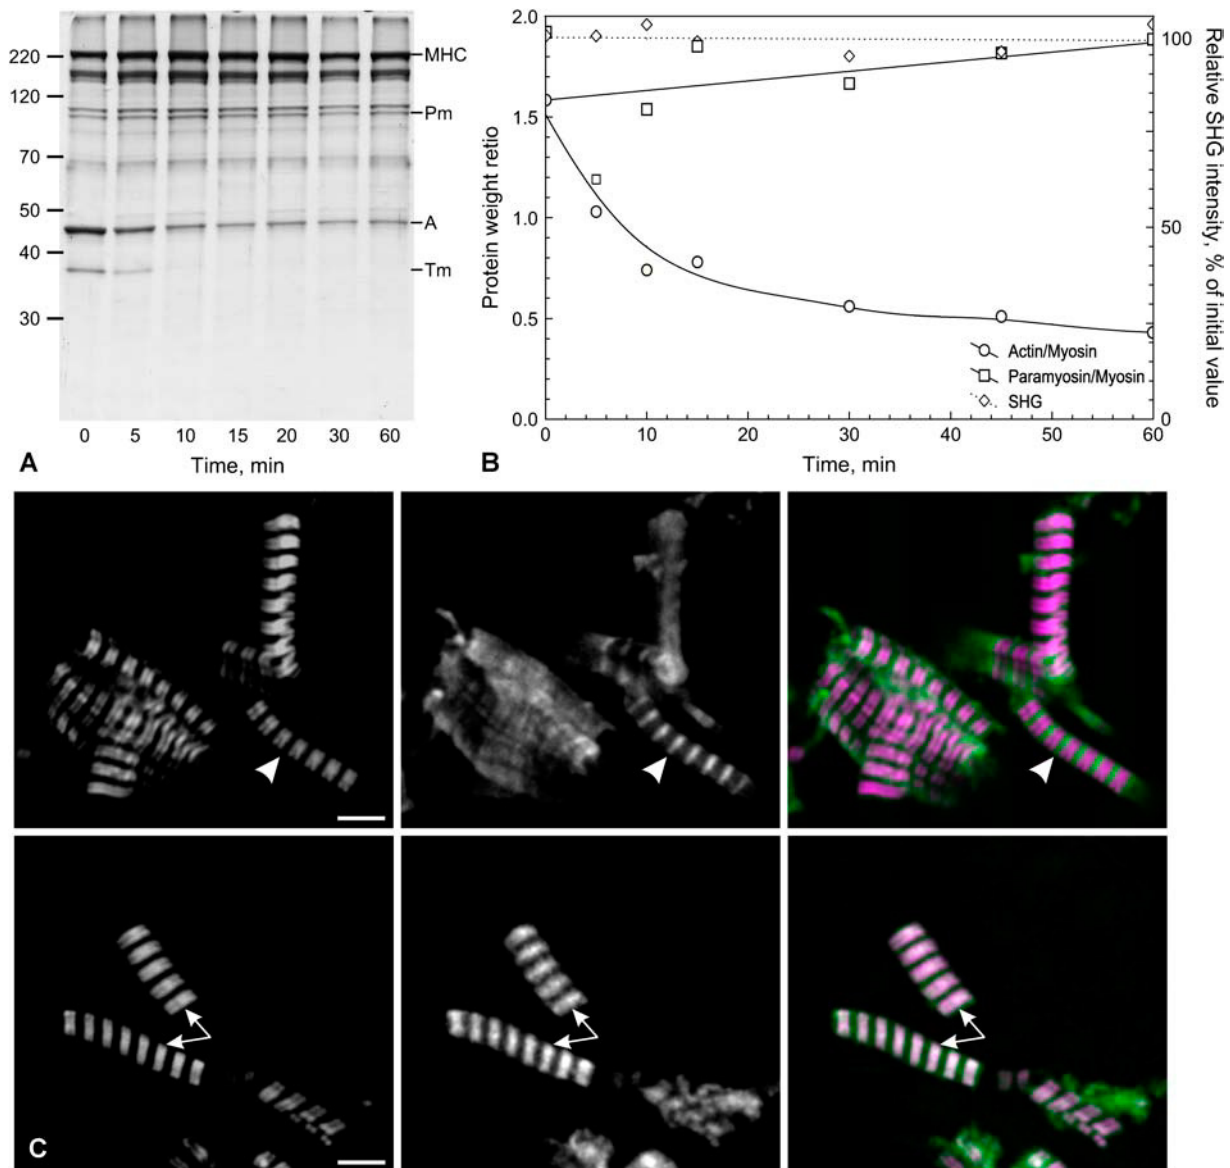 220
120
70
50
40
30
MHC
Pm
A
Tm
0 5 10 15 20 30 60
Time, min
A
2.0
1.5
1.0
0.5
0.0
Protein weight retio
100
50
0
Relative SHG intensity, % of initial value
Actin/Myosin
Paramyosin/Myosin
SHG
0 10 20 30 40 50 60
Time, min
B
C